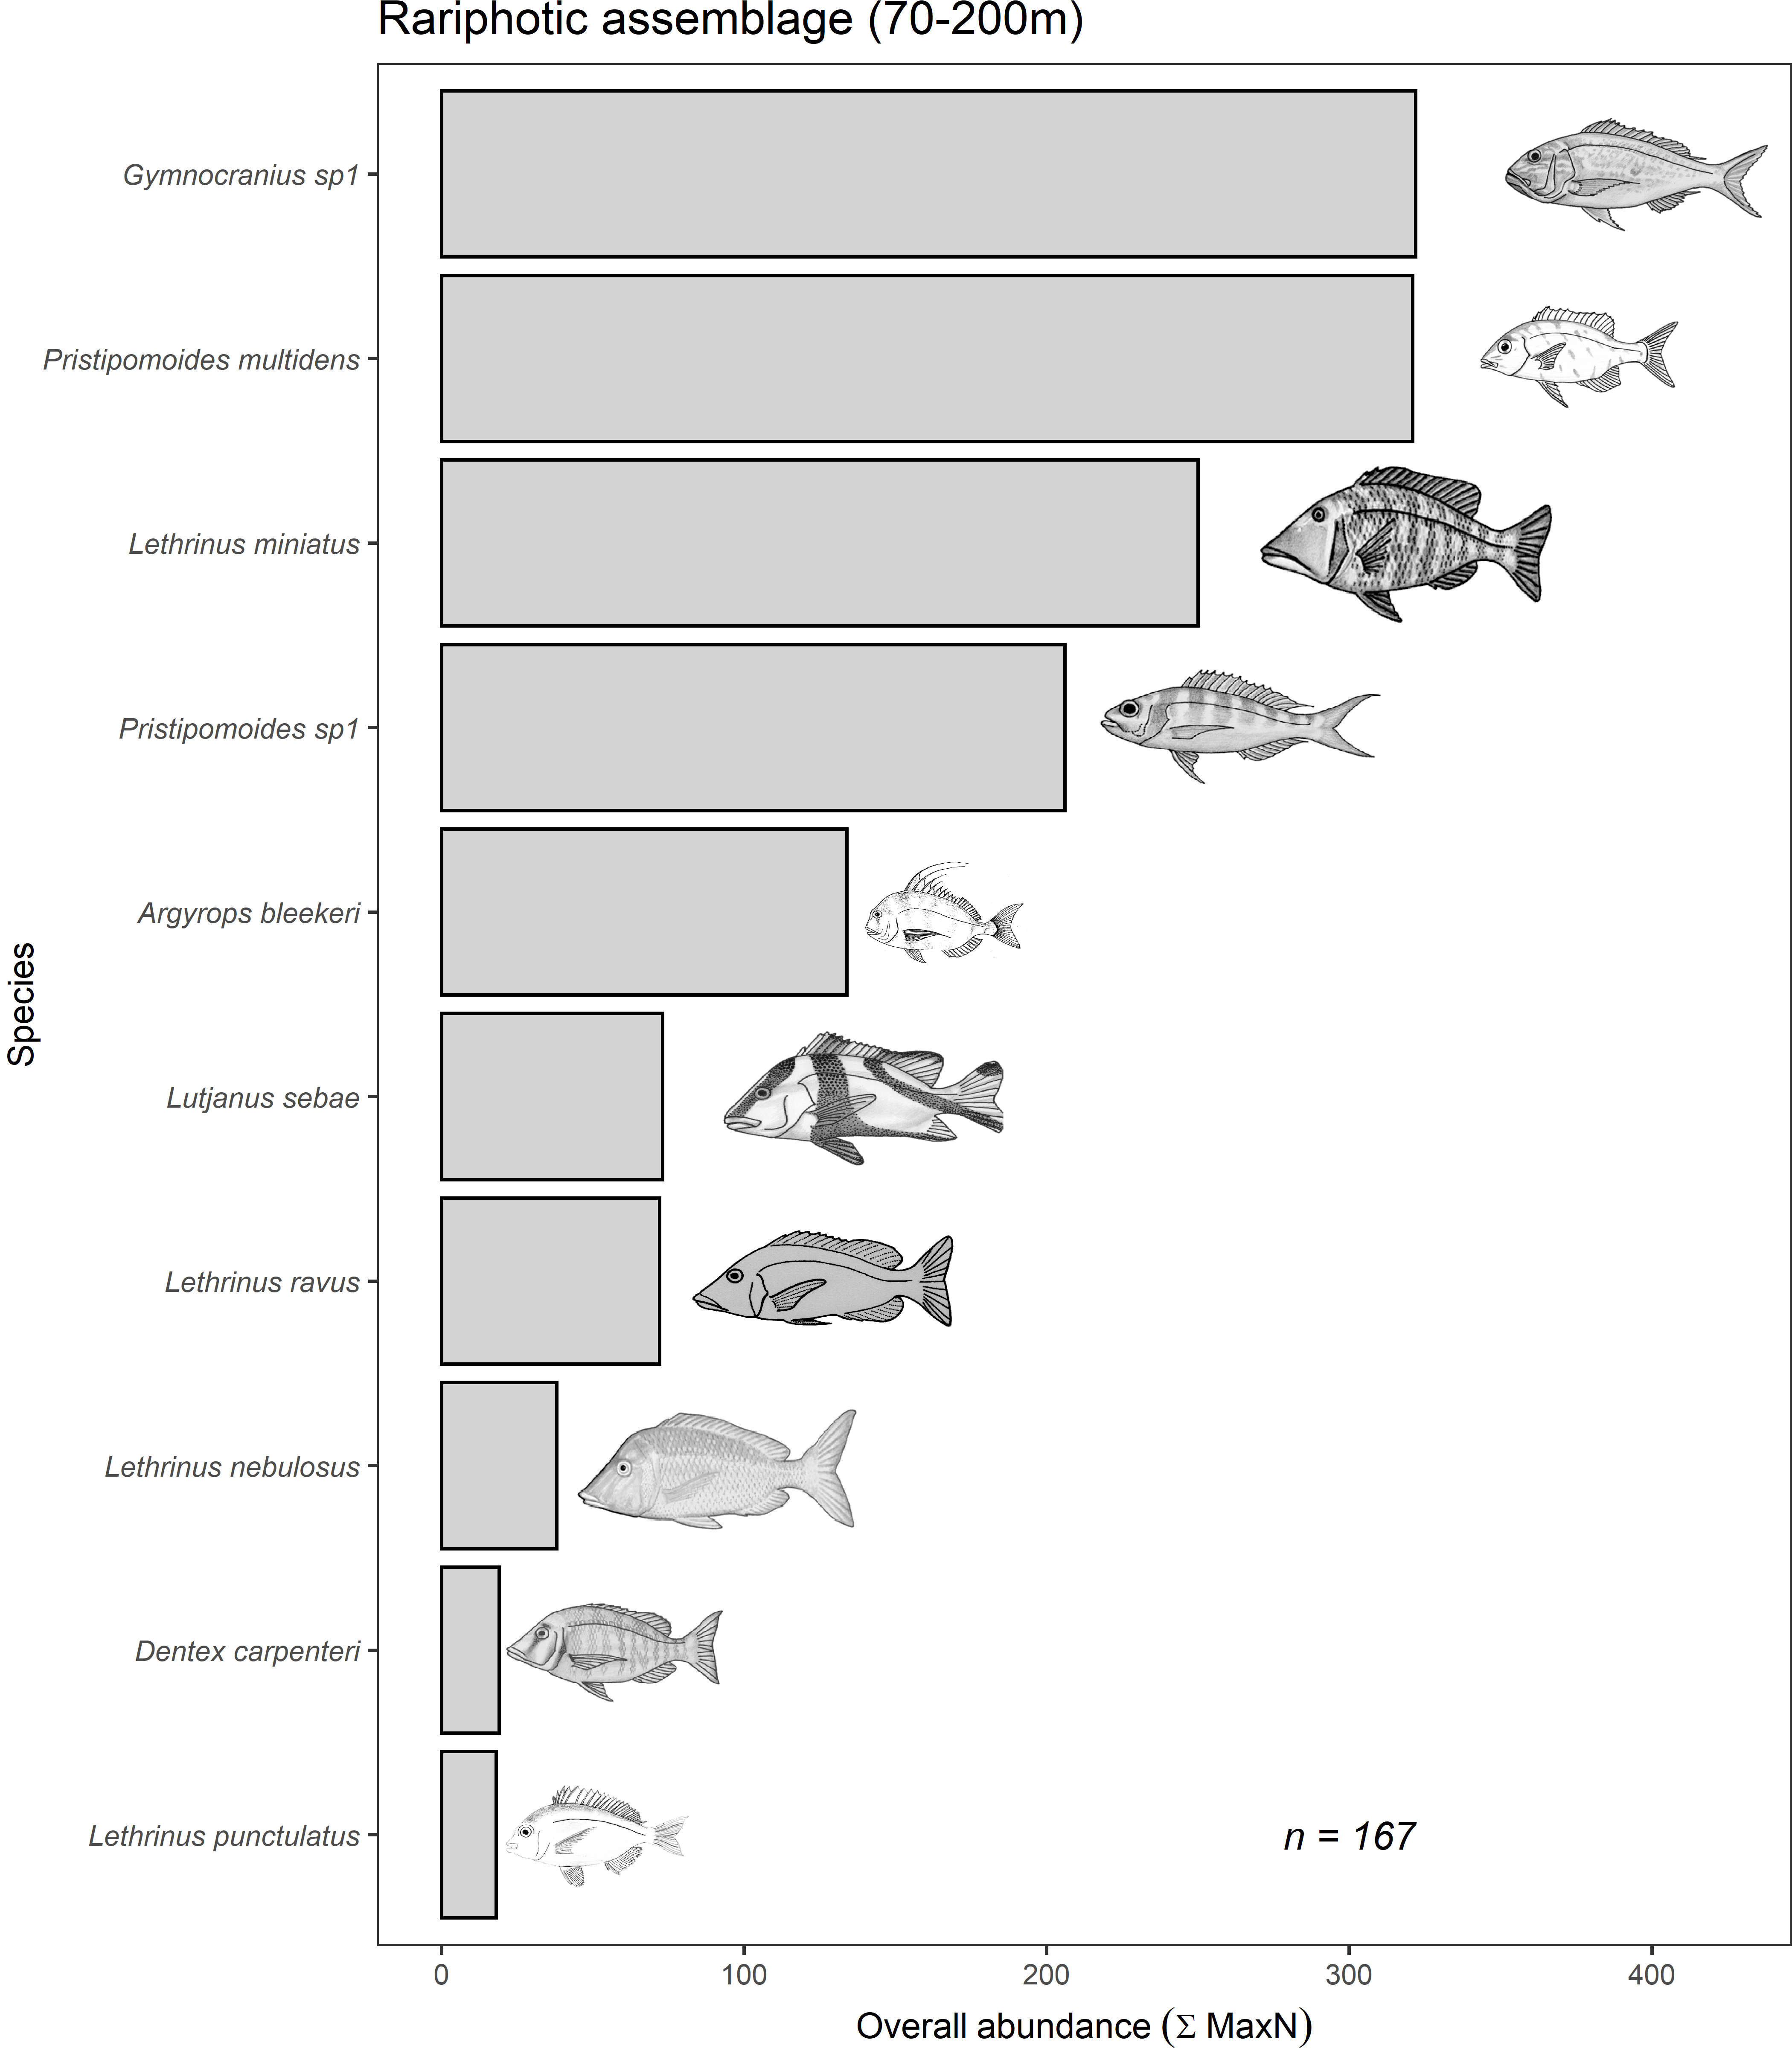 Rariphotic assemblage (70-200m)
Gymnocranius sp1
Pristipomoides multidens
Lethrinus miniatus
Pristipomoides sp1
Argyrops bleekeri
Lutjanus sebae
Lethrinus ravus
Lethrinus nebulosus
Dentex carpenteri
Lethrinus punctulatus
Species
n = 167
0 100 200 300 400
Overall abundance (Σ MaxN)